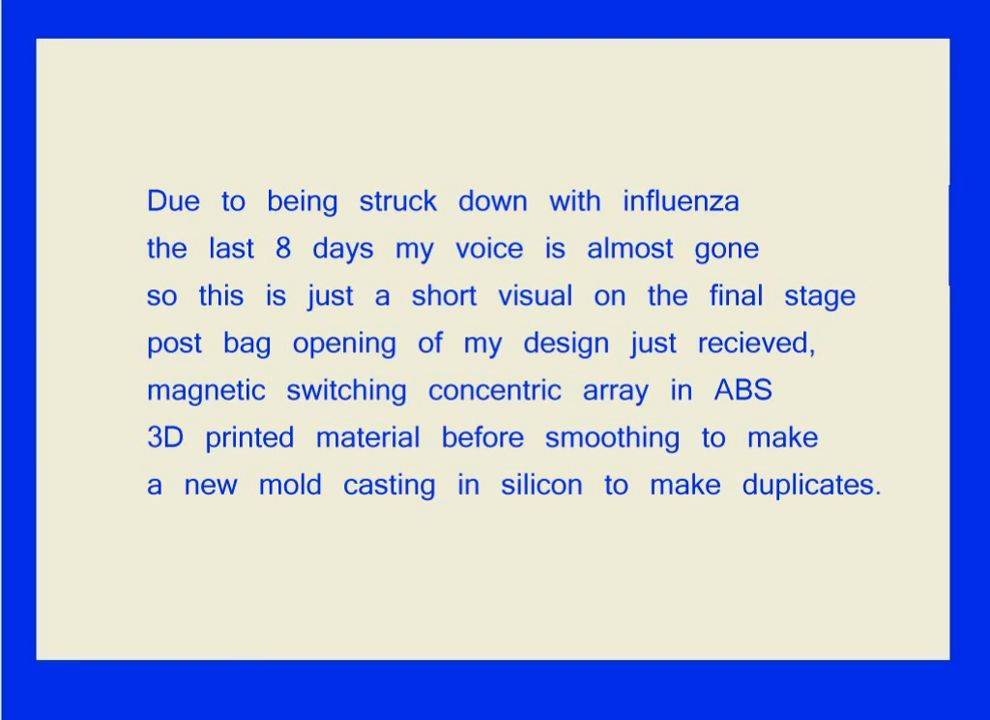 Due to being struck down with influenza
the last 8 days my voice is almost gone
so this is just a short visual on the final stage
post bag opening of my design just recieved,
magnetic switching concentric array in ABS
3D printed material before smoothing to make
a new mold casting in silicon to make duplicates.